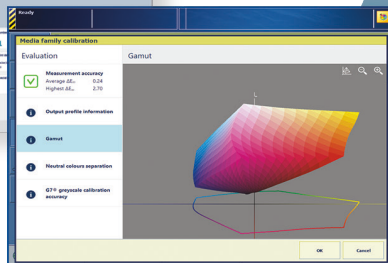 Ready
Media family calibration
Evaluation
Gamut
Measurement accuracy
Average ΔE 0.24
Highest ΔE 2.70
Output profile information
Gamut
Neutral colours separation
G7® greyscale calibration
accuracy
L
OK
Cancel